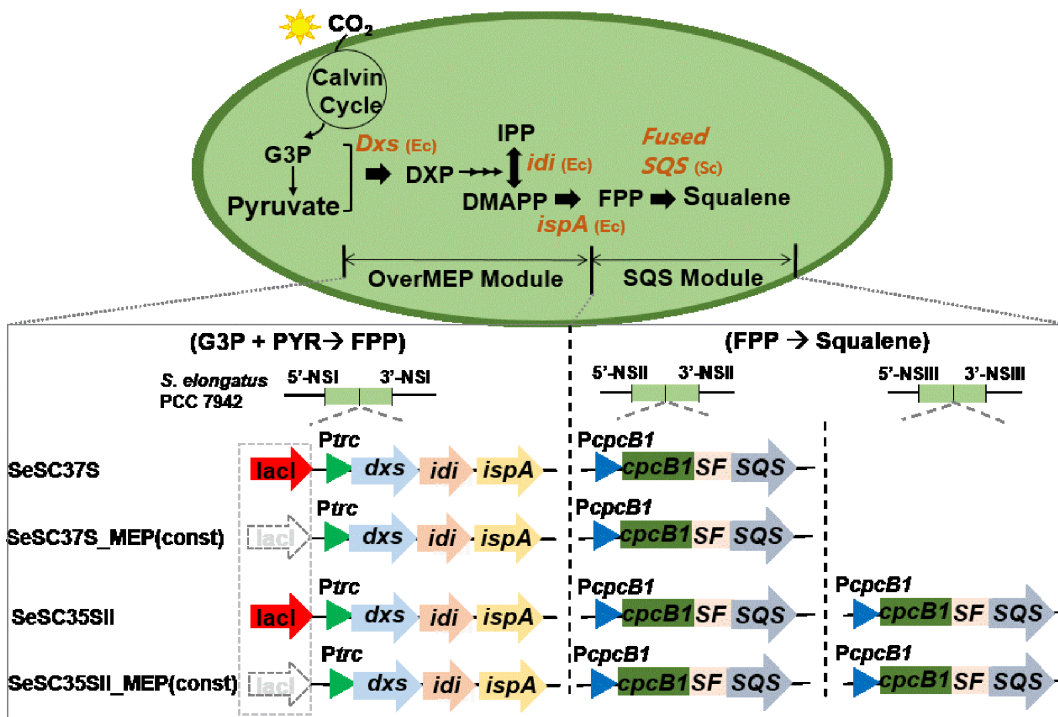 CO2
Calvin
Cycle
G3P
Pyruvate
Dxs (Ec)
DXP
IPP
idi (Ec)
DMAPP
ispA (Ec)
FPP
Fused
SQS (Sc)
Squalene
OverMEP Module
SQS Module
(G3P + PYR→ FPP)
(FPP → Squalene)
S. elongatus
PCC 7942
5'-NSI 3'-NSI
5'-NSII 3'-NSII
5'-NSIII 3'-NSIII
Ptrc PcpcB1
SeSC37S lacI dxs idi ispA cpcB1 SF SQS
Ptrc PcpcB1
SeSC37S_MEP(const) lacI dxs idi ispA cpcB1 SF SQS
Ptrc PcpcB1 PcpcB1
SeSC35SII lacI dxs idi ispA cpcB1 SF SQS cpcB1 SF SQS
Ptrc PcpcB1 PcpcB1
SeSC35SII_MEP(const) lacI dxs idi ispA cpcB1 SF SQS cpcB1 SF SQS